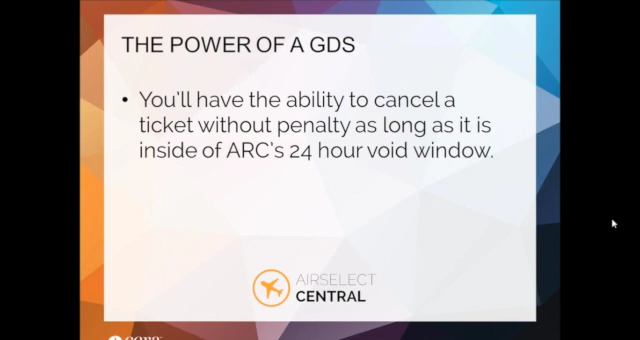 THE POWER OF A GDS
• You'll have the ability to cancel a
ticket without penalty as long as it is
inside of ARC's 24 hour void window.
AIRSELECT
CENTRAL